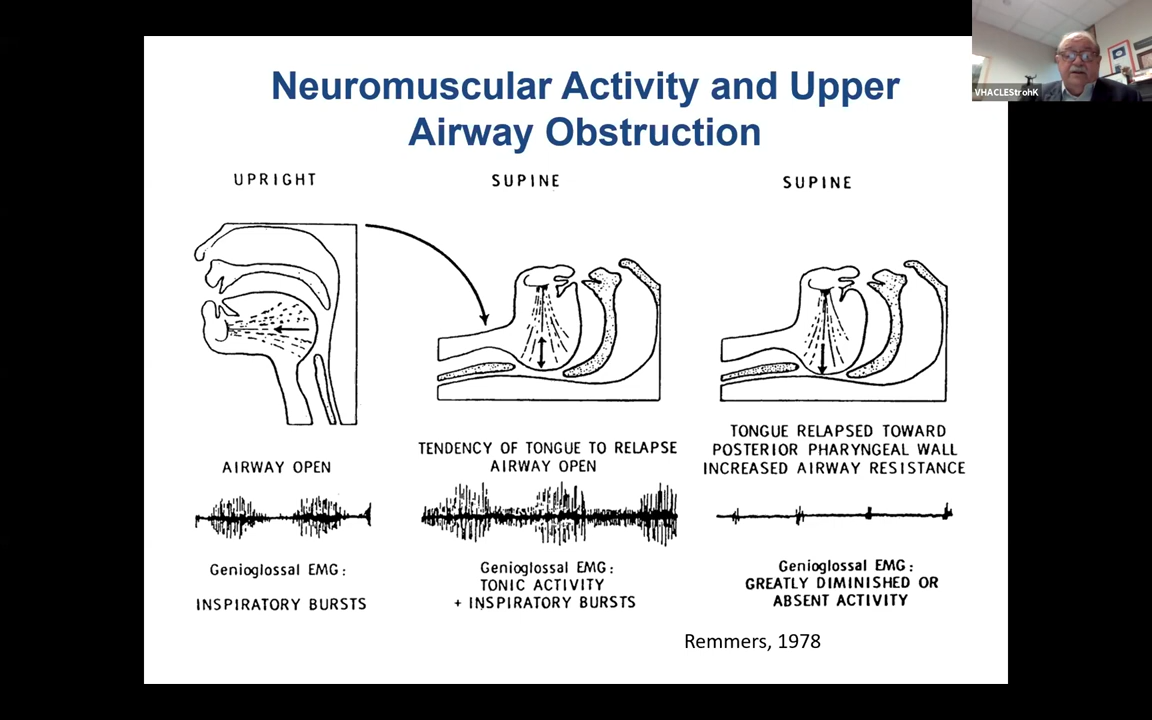 Neuromuscular Activity and Upper
Airway Obstruction
VHACLEStrohK
UPRIGHT
SUPINE
SUPINE
AIRWAY OPEN
TENDENCY OF TONGUE TO RELAPSE
AIRWAY OPEN
TONGUE RELAPSED TOWARD
POSTERIOR PHARYNGEAL WALL
INCREASED AIRWAY RESISTANCE
Genioglossal EMG:
INSPIRATORY BURSTS
Genioglossal EMG:
TONIC ACTIVITY
+ INSPIRATORY BURSTS
Genioglossal EMG:
GREATLY DIMINISHED OR
ABSENT ACTIVITY
Remmers, 1978